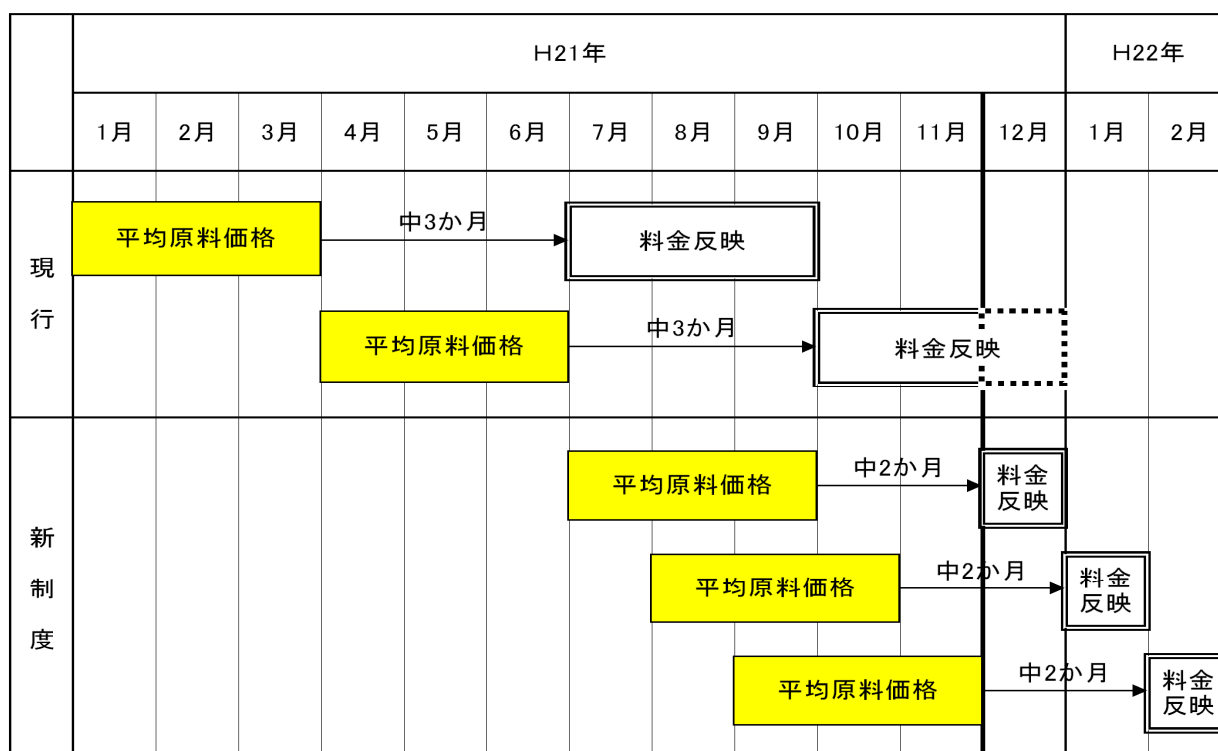 H21年 H22年
1月 2月 3月 4月 5月 6月 7月 8月 9月 10月 11月 12月 1月 2月
現行
平均原料価格 中3か月 料金反映
平均原料価格 中3か月 料金反映
新制度
平均原料価格 中2か月 料金
反映
平均原料価格 中2か月 料金
反映
平均原料価格 中2か月 料金
反映